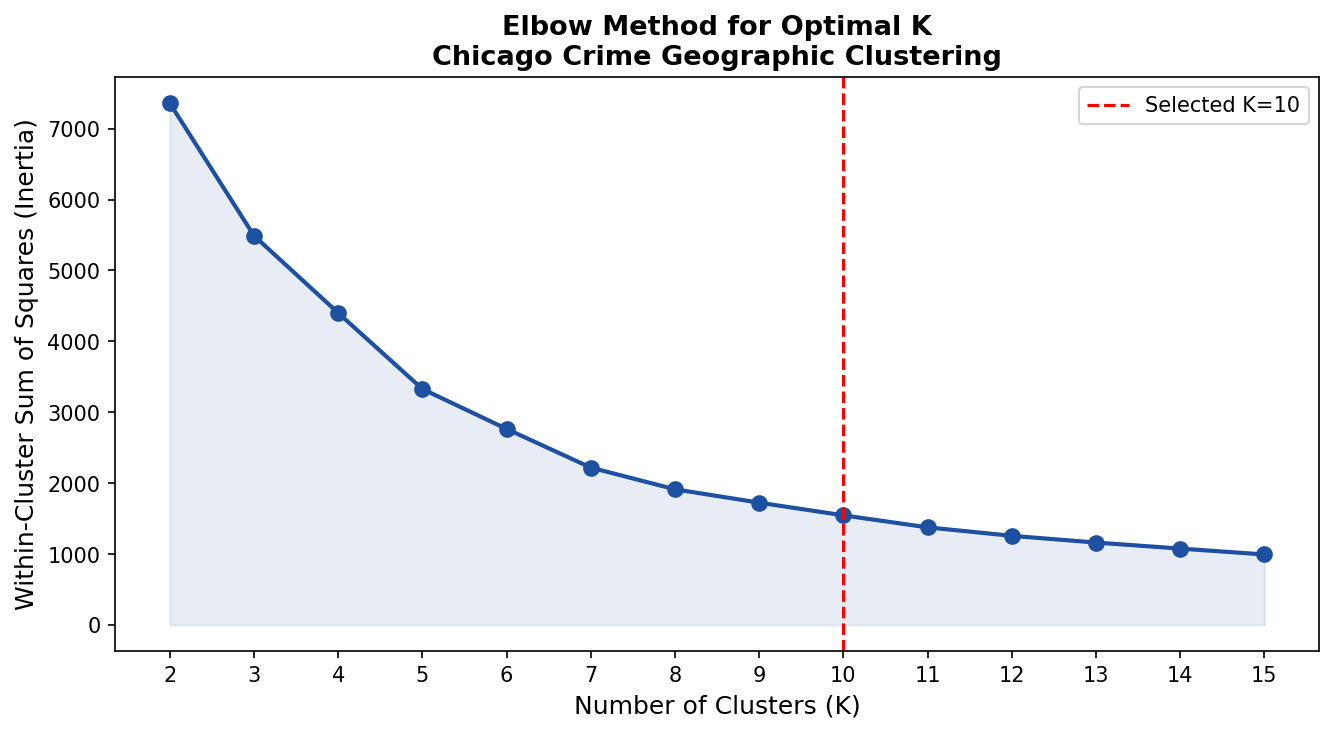 Elbow Method for Optimal K
Chicago Crime Geographic Clustering
Selected K=10
Within-Cluster Sum of Squares (Inertia)
7000
6000
5000
4000
3000
2000
1000
0
2 3 4 5 6 7 8 9 10 11 12 13 14 15
Number of Clusters (K)